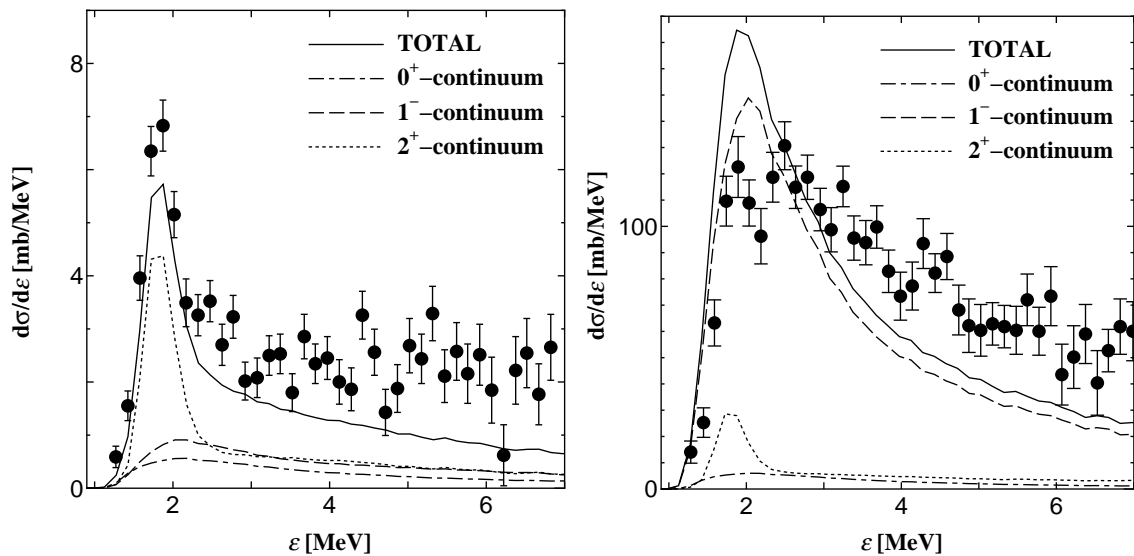 8
4
0
2
4
6
dσ/dε [mb/MeV]
ε [MeV]
TOTAL
0⁺−continuum
1⁻−continuum
2⁺−continuum
100
0
2
4
6
dσ/dε [mb/MeV]
ε [MeV]
TOTAL
0⁺−continuum
1⁻−continuum
2⁺−continuum